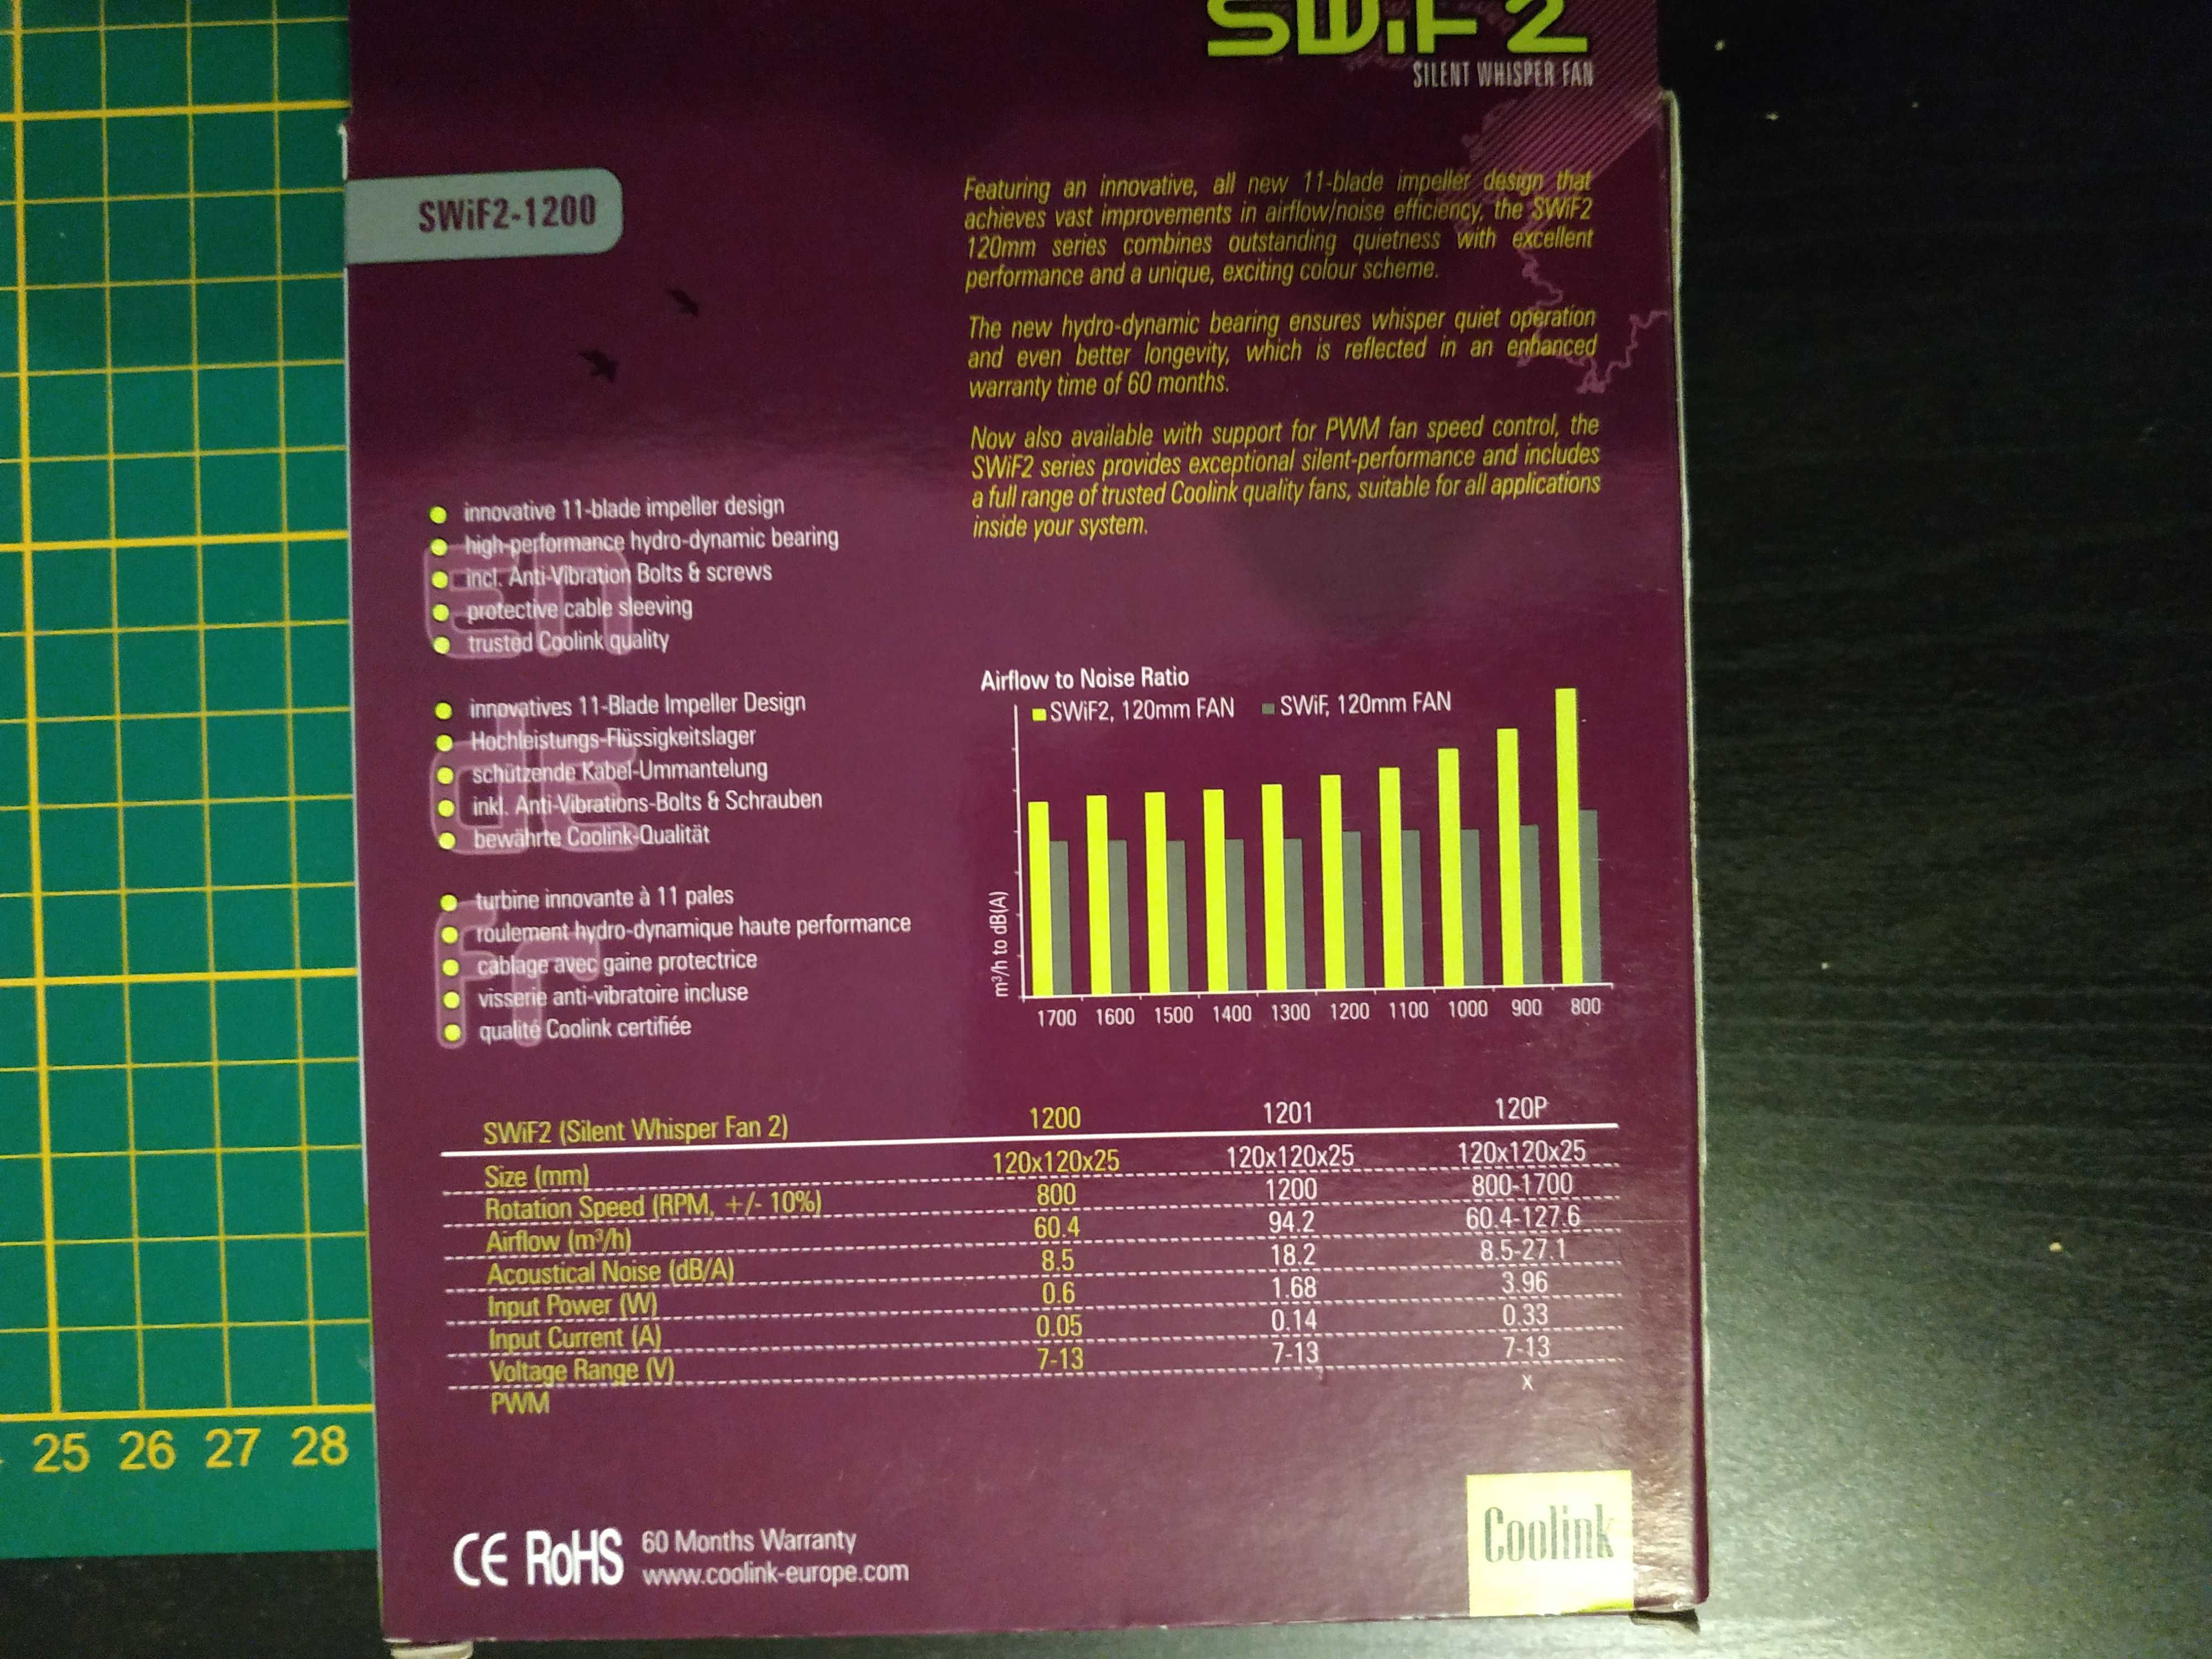 SWiF2
SILENT WHISPER FAN
SWiF2-1200
Featuring an innovative, all new 11-blade impeller design that
achieves vast improvements in airflow/noise efficiency, the SWiF2
120mm series combines outstanding quietness with excellent
performance and a unique, exciting colour scheme.
The new hydro-dynamic bearing ensures whisper quiet operation
and even better longevity, which is reflected in an enhanced
warranty time of 60 months.
Now also available with support for PWM fan speed control, the
SWiF2 series provides exceptional silent-performance and includes
a full range of trusted Coolink quality fans, suitable for all applications
inside your system.
En
innovative 11-blade impeller design
high-performance hydro-dynamic bearing
incl. Anti-Vibration Bolts & screws
protective cable sleeving
trusted Coolink quality
dE
innovatives 11-Blade Impeller Design
Hochleistungs-Flüssigkeitslager
schützende Kabel-Ummantelung
inkl. Anti-Vibrations-Bolts & Schrauben
bewährte Coolink-Qualität
fr
turbine innovante à 11 pales
roulement hydro-dynamique haute performance
cablage avec gaine protectrice
visserie anti-vibratoire incluse
qualité Coolink certifiée
Airflow to Noise Ratio
SWiF2, 120mm FAN SWiF, 120mm FAN
m³/h to dB(A)
1700 1600 1500 1400 1300 1200 1100 1000 900 800
SWiF2 (Silent Whisper Fan 2) 1200 1201 120P
Size (mm) 120x120x25 120x120x25 120x120x25
Rotation Speed (RPM, +/- 10%) 800 1200 800-1700
Airflow (m³/h) 60.4 94.2 60.4-127.6
Acoustical Noise (dB/A) 8.5 18.2 8.5-27.1
Input Power (W) 0.6 1.68 3.96
Input Current (A) 0.05 0.14 0.33
Voltage Range (V) 7-13 7-13 7-13
PWM x
25 26 27 28
CE RoHS 60 Months Warranty
www.coolink-europe.com
Coolink